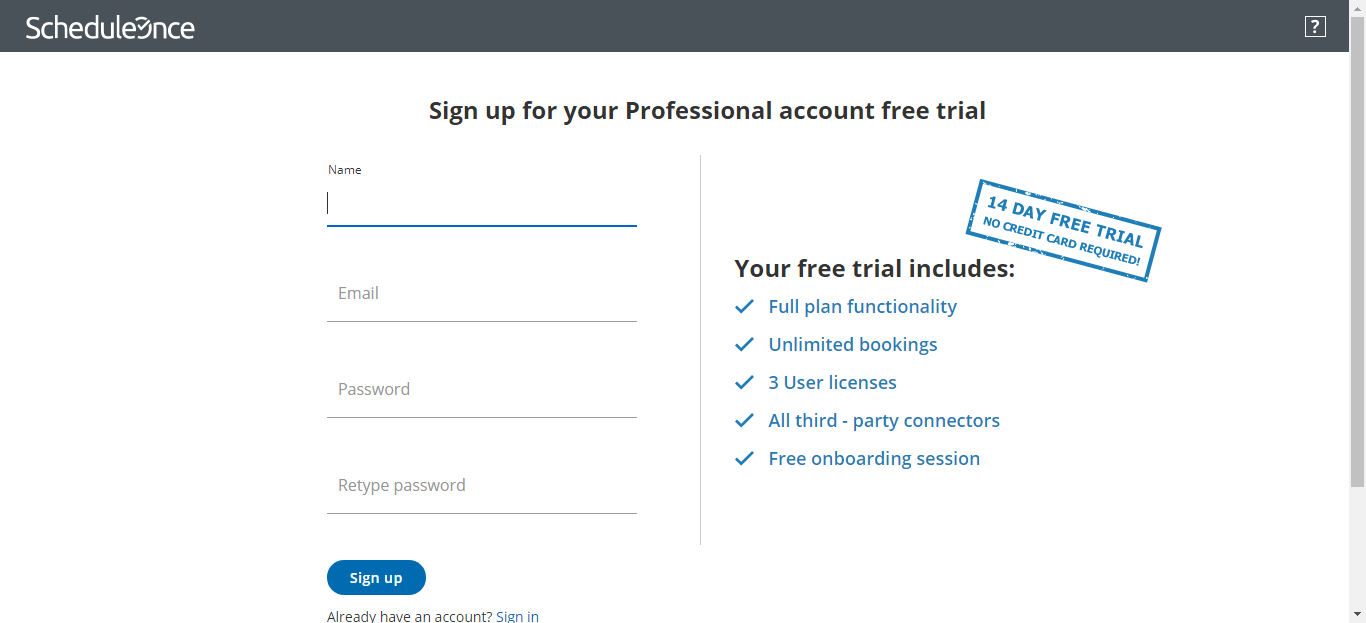 ScheduleOnce
?
Sign up for your Professional account free trial
Name
Email
Password
Retype password
Sign up
Already have an account? Sign in
14 DAY FREE TRIAL
NO CREDIT CARD REQUIRED!
Your free trial includes:
Full plan functionality
Unlimited bookings
3 User licenses
All third - party connectors
Free onboarding session